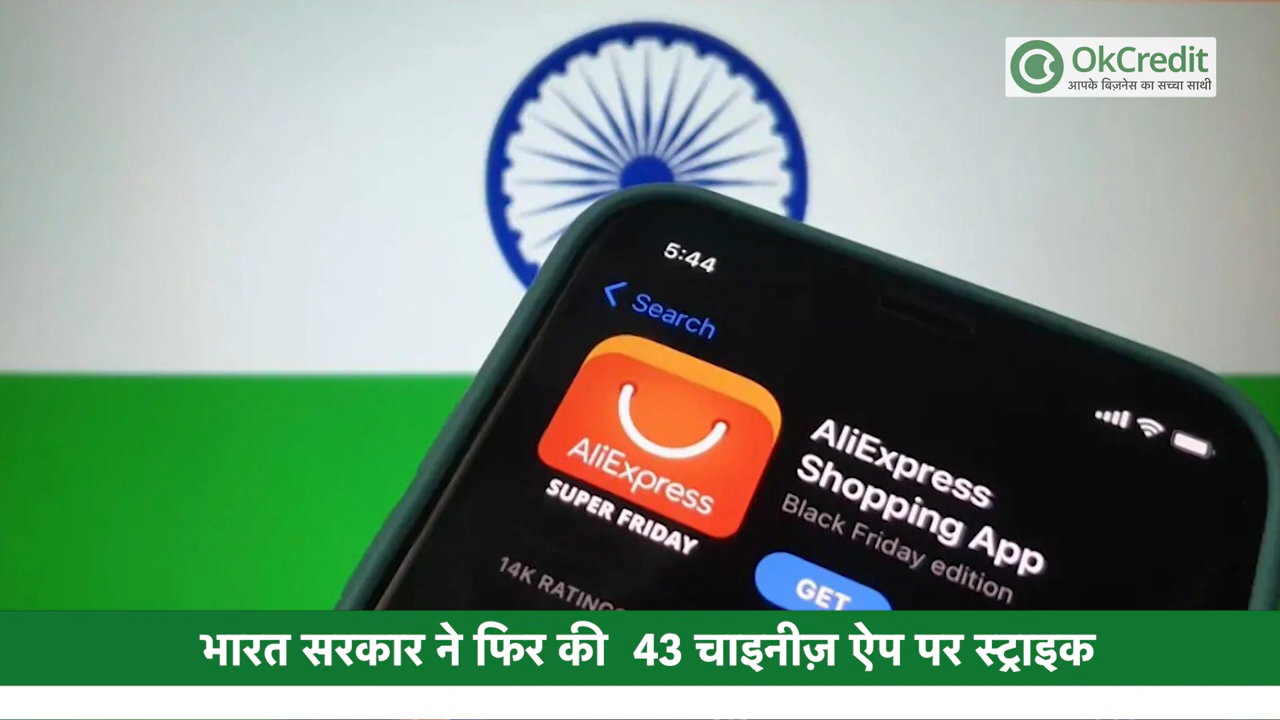 OkCredit
आपके बिज़नेस का सच्चा साथी
5:44
Search
AliExpress
SUPER FRIDAY
AliExpress
Shopping App
Black Friday edition
GET
14K RATINGS
भारत सरकार ने फिर की 43 चाइनीज़ ऐप पर स्ट्राइक